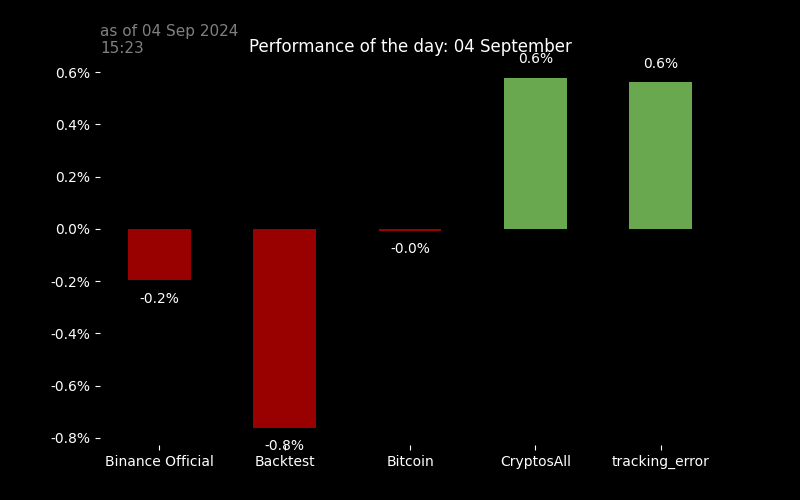 as of 04 Sep 2024
15:23
Performance of the day: 04 September
0.6%
0.4%
0.2%
0.0%
-0.2%
-0.4%
-0.6%
-0.8%
-0.2%
-0.8%
-0.0%
0.6%
0.6%
Binance Official
Backtest
Bitcoin
CryptosAll
tracking_error